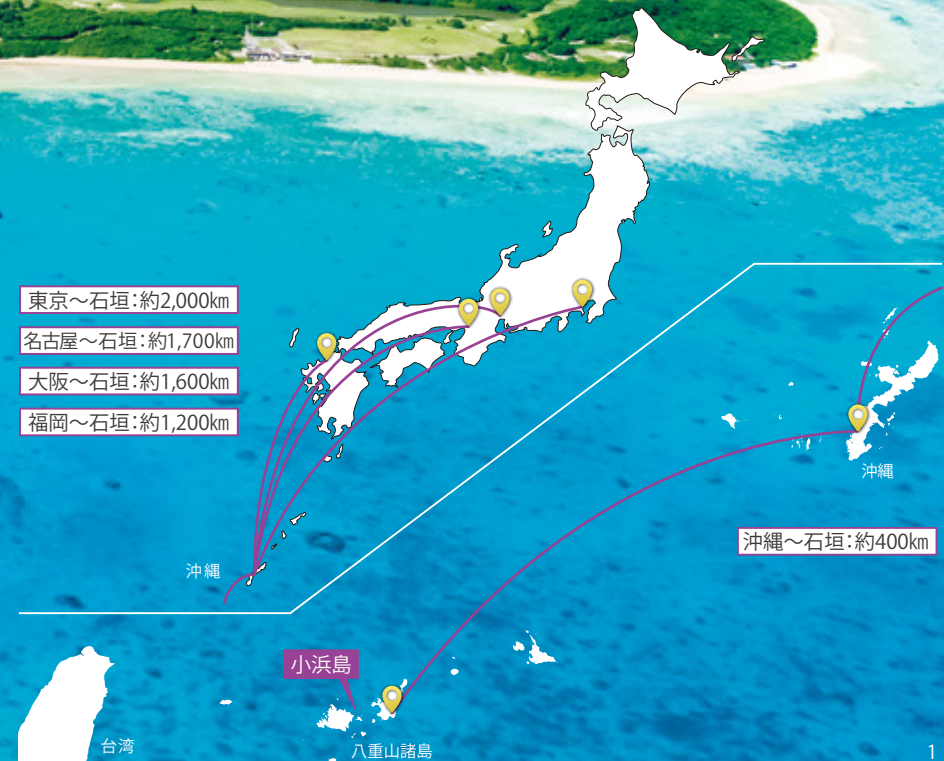 東京～石垣：約2,000km
名古屋～石垣：約1,700km
大阪～石垣：約1,600km
福岡～石垣：約1,200km
沖縄
沖縄～石垣：約400km
沖縄
小浜島
台湾
八重山諸島
1